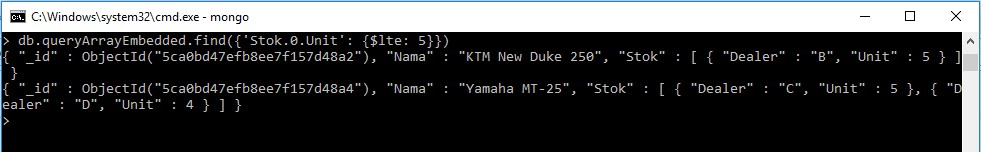 C:\Windows\system32\cmd.exe - mongo
> db.queryArrayEmbedded.find({'Stok.0.Unit': {$lte: 5}})
{ "_id" : ObjectId("5ca0bd47efb8ee7f157d48a2"), "Nama" : "KTM New Duke 250", "Stok" : [ { "Dealer" : "B", "Unit" : 5 } ]
 }
{ "_id" : ObjectId("5ca0bd47efb8ee7f157d48a4"), "Nama" : "Yamaha MT-25", "Stok" : [ { "Dealer" : "C", "Unit" : 5 }, { "D
ealer" : "D", "Unit" : 4 } ] }
>